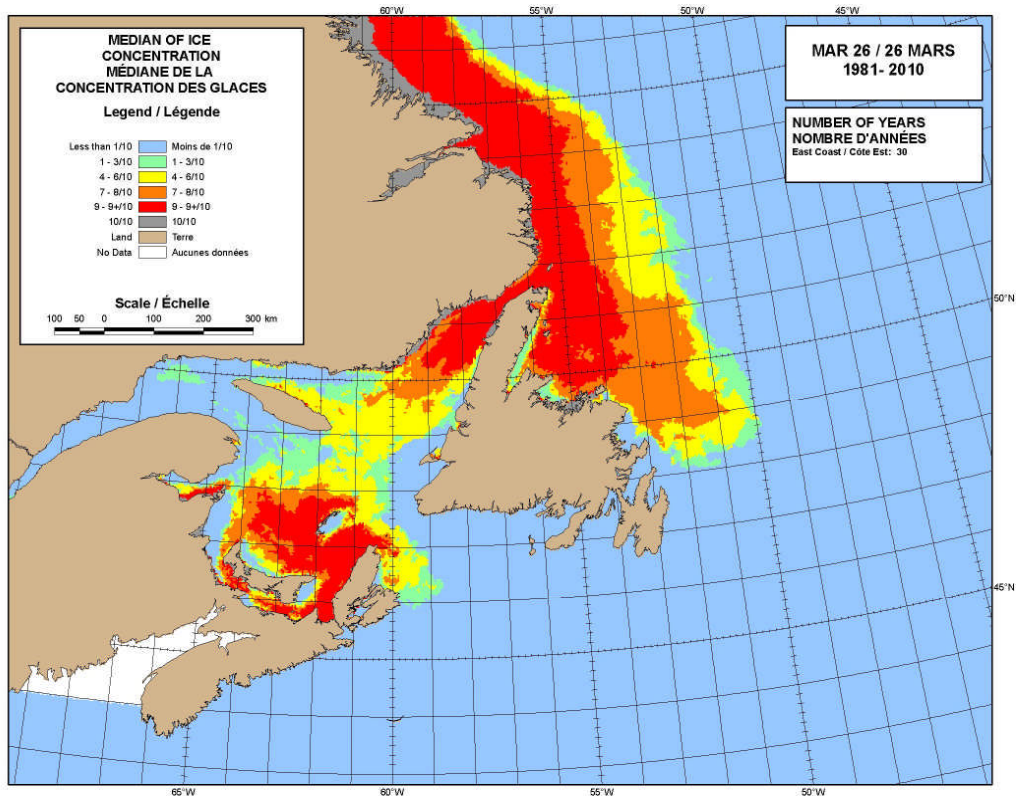 60°W
55°W
50°W
45°W
MEDIAN OF ICE
CONCENTRATION
MÉDIANE DE LA
CONCENTRATION DES GLACES
Legend / Légende
Less than 1/10 Moins de 1/10
1 - 3/10 1 - 3/10
4 - 6/10 4 - 6/10
7 - 8/10 7 - 8/10
9 - 9+/10 9 - 9+/10
10/10 10/10
Land Terre
No Data Aucunes données
Scale / Échelle
100 50 0 100 200 300 km
MAR 26 / 26 MARS
1981- 2010
NUMBER OF YEARS
NOMBRE D'ANNÉES
East Coast / Côte Est: 30
50°N
45°N
65°W
60°W
55°W
50°W